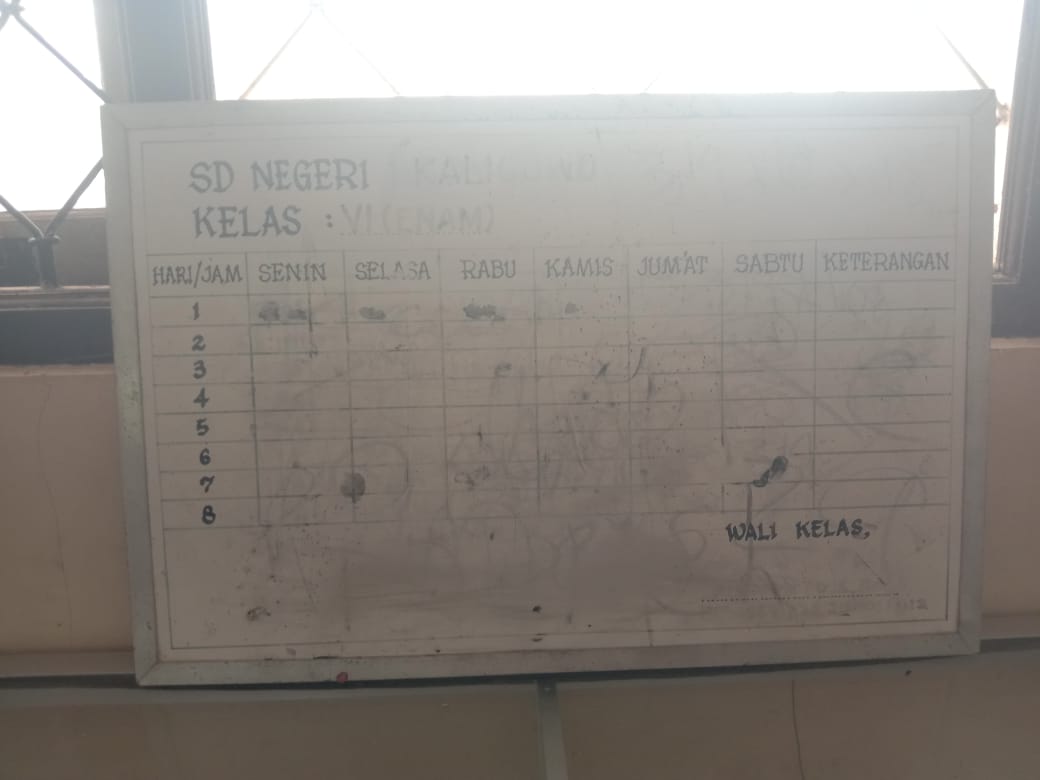 SD NEGERI
KELAS : VI (ENAM)
HARI/JAM SENIN SELASA RABU KAMIS JUM'AT SABTU KETERANGAN
1
2
3
4
5
6
7
8
WALI KELAS,